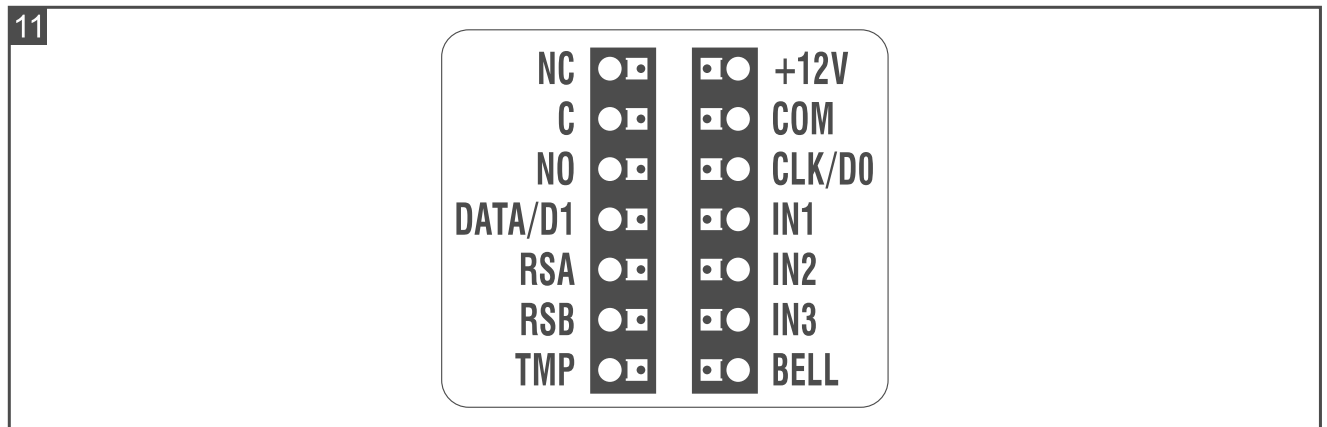 11
NC +12V
C COM
NO CLK/D0
DATA/D1 IN1
RSA IN2
RSB IN3
TMP BELL